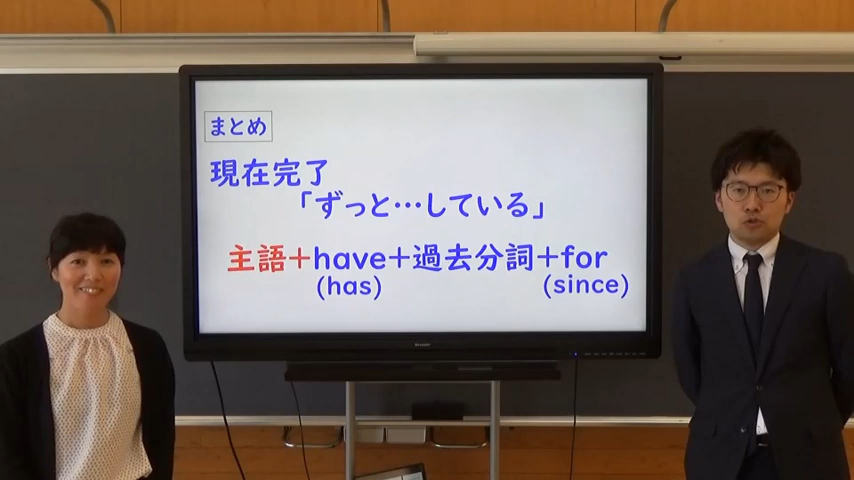 まとめ
現在完了
「ずっと…している」
主語+have+過去分詞+for
(has) (since)
SHARP